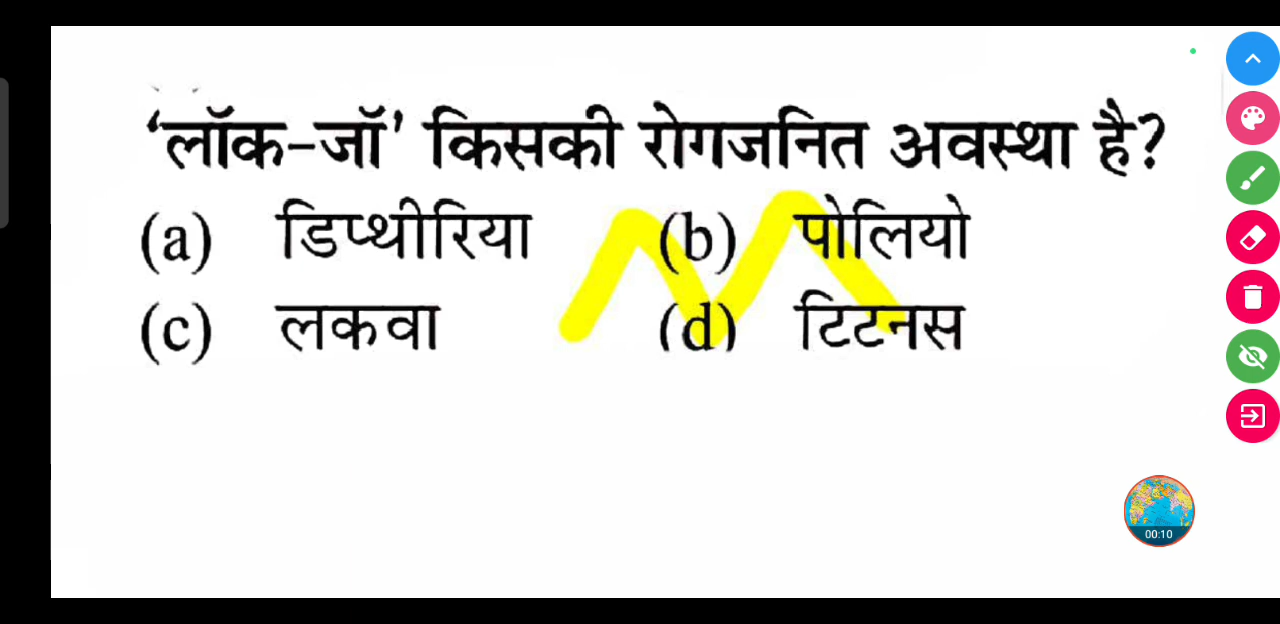 ‘लॉक-जॉ’ किसकी रोगजनित अवस्था है?
(a) डिप्थीरिया (b) पोलियो
(c) लकवा (d) टिटनस
00:10